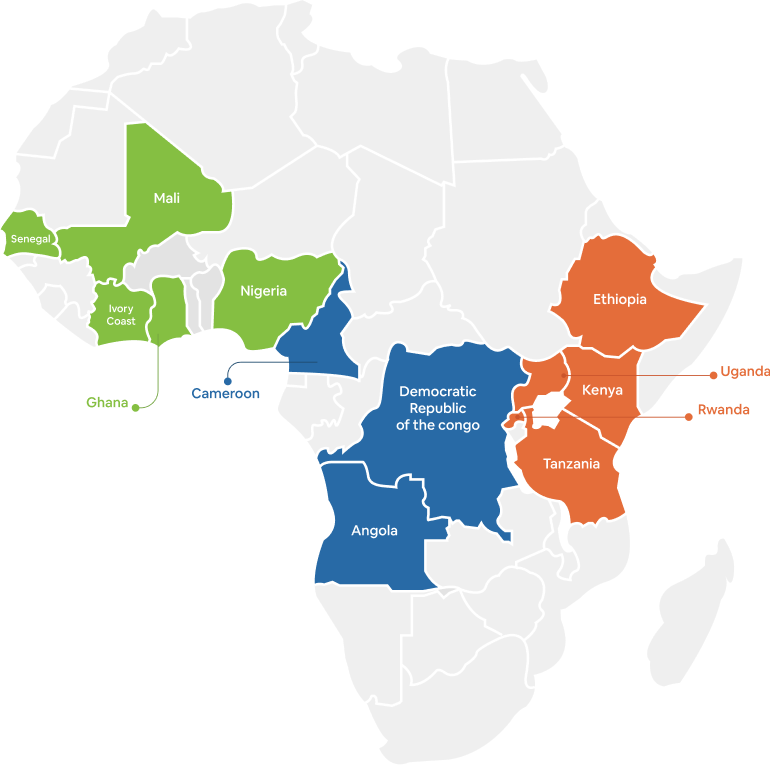 Mali
Senegal
Nigeria
Ethiopia
Ivory
Coast
Uganda
Kenya
Cameroon
Democratic
Republic
of the congo
Ghana
Rwanda
Tanzania
Angola